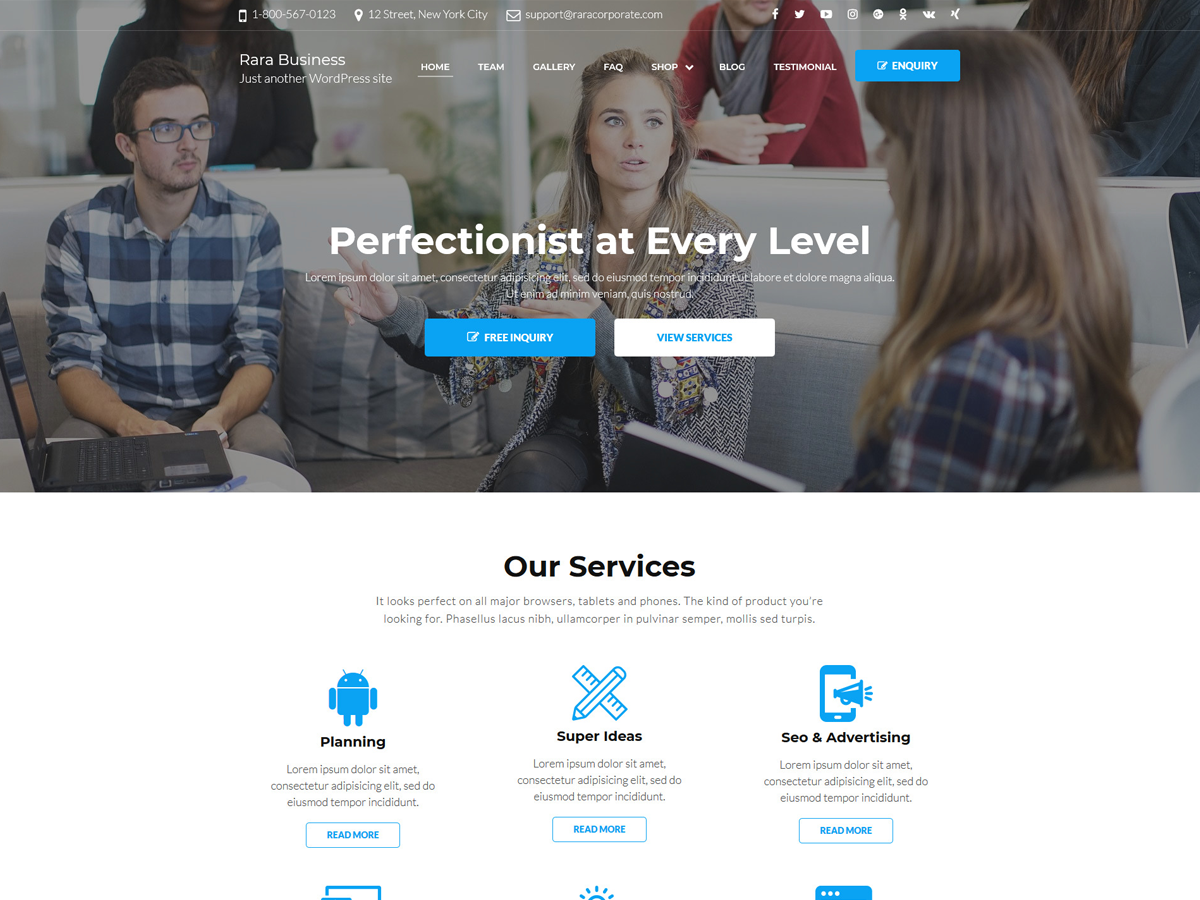 1-800-567-0123 12 Street, New York City support@raracorporate.com
Rara Business
Just another WordPress site
HOME TEAM GALLERY FAQ SHOP BLOG TESTIMONIAL ENQUIRY
Perfectionist at Every Level
Lorem ipsum dolor sit amet, consectetur adipisicing elit, sed do eiusmod tempor incididunt ut labore et dolore magna aliqua.
Ut enim ad minim veniam, quis nostrud.
FREE INQUIRY VIEW SERVICES
Our Services
It looks perfect on all major browsers, tablets and phones. The kind of product you're
looking for. Phasellus lacus nibh, ullamcorper in pulvinar semper, mollis sed turpis.
Planning
Lorem ipsum dolor sit amet,
consectetur adipisicing elit, sed do
eiusmod tempor incididunt.
READ MORE
Super Ideas
Lorem ipsum dolor sit amet,
consectetur adipisicing elit, sed do
eiusmod tempor incididunt.
READ MORE
Seo & Advertising
Lorem ipsum dolor sit amet,
consectetur adipisicing elit, sed do
eiusmod tempor incididunt.
READ MORE